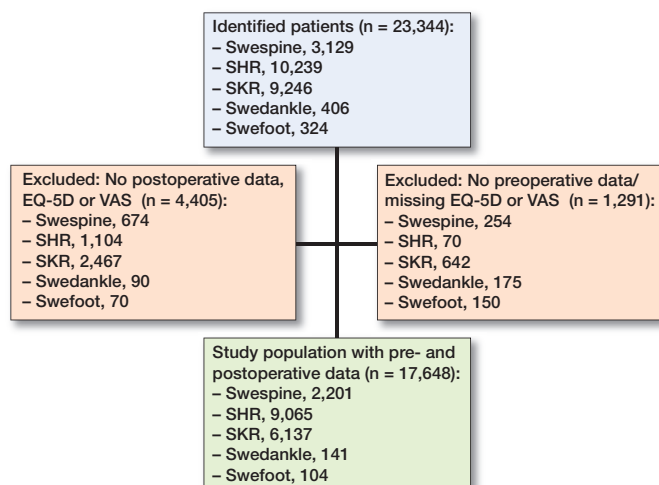 Identified patients (n = 23,344):
– Swespine, 3,129
– SHR, 10,239
– SKR, 9,246
– Swedankle, 406
– Swefoot, 324
Excluded: No postoperative data,
EQ-5D or VAS (n = 4,405):
– Swespine, 674
– SHR, 1,104
– SKR, 2,467
– Swedankle, 90
– Swefoot, 70
Excluded: No preoperative data/
missing EQ-5D or VAS (n = 1,291):
– Swespine, 254
– SHR, 70
– SKR, 642
– Swedankle, 175
– Swefoot, 150
Study population with pre- and
postoperative data (n = 17,648):
– Swespine, 2,201
– SHR, 9,065
– SKR, 6,137
– Swedankle, 141
– Swefoot, 104